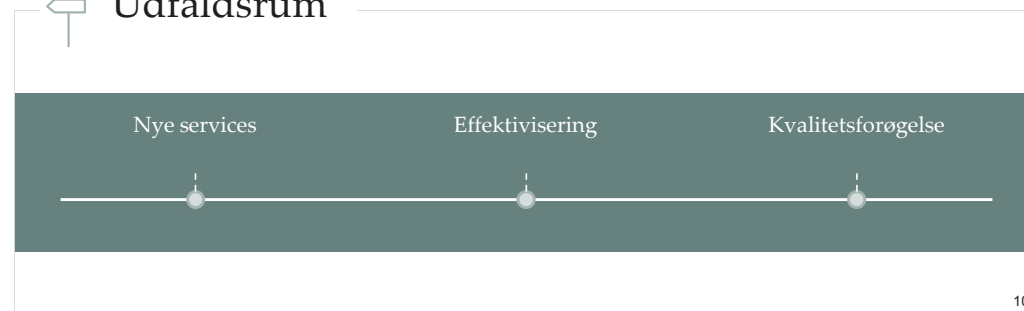 Udfaldsrum
Nye services
Effektivisering
Kvalitetsforøgelse
10